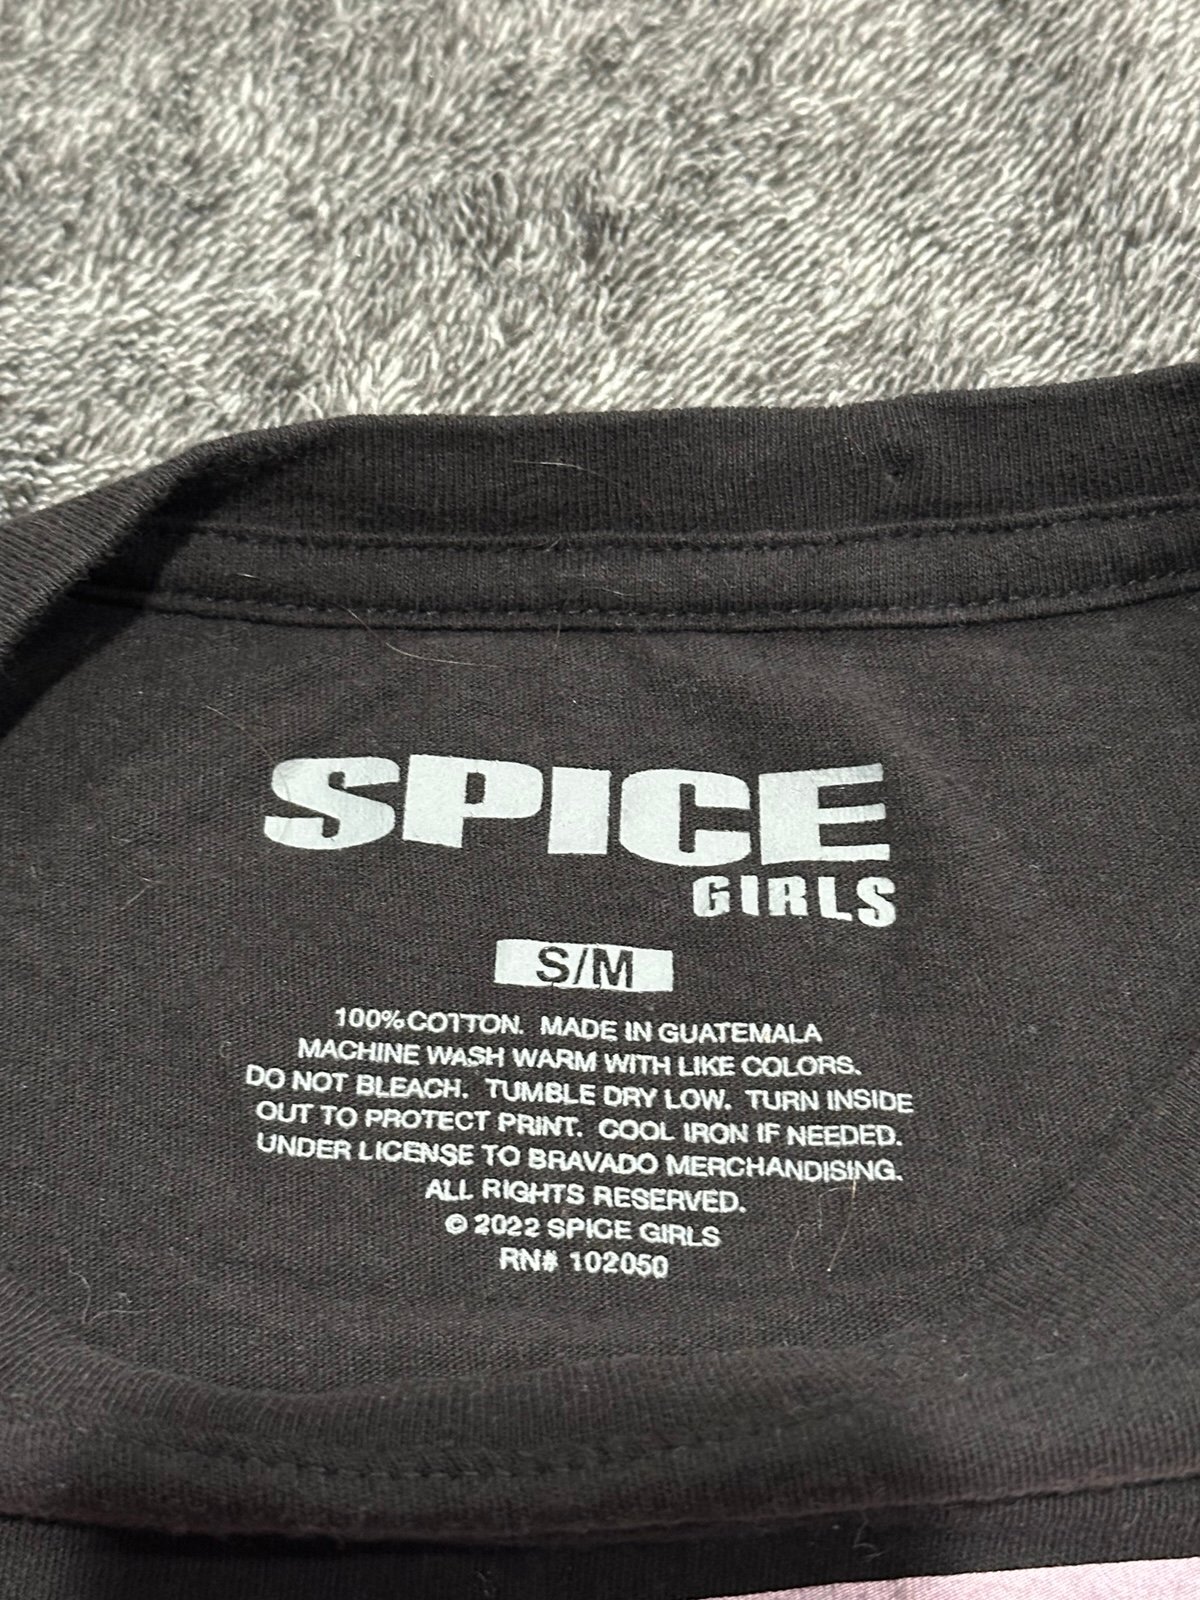 SPICE
GIRLS
S/M
100% COTTON. MADE IN GUATEMALA
MACHINE WASH WARM WITH LIKE COLORS.
DO NOT BLEACH. TUMBLE DRY LOW. TURN INSIDE
OUT TO PROTECT PRINT. COOL IRON IF NEEDED.
UNDER LICENSE TO BRAVADO MERCHANDISING.
ALL RIGHTS RESERVED.
© 2022 SPICE GIRLS
RN# 102050